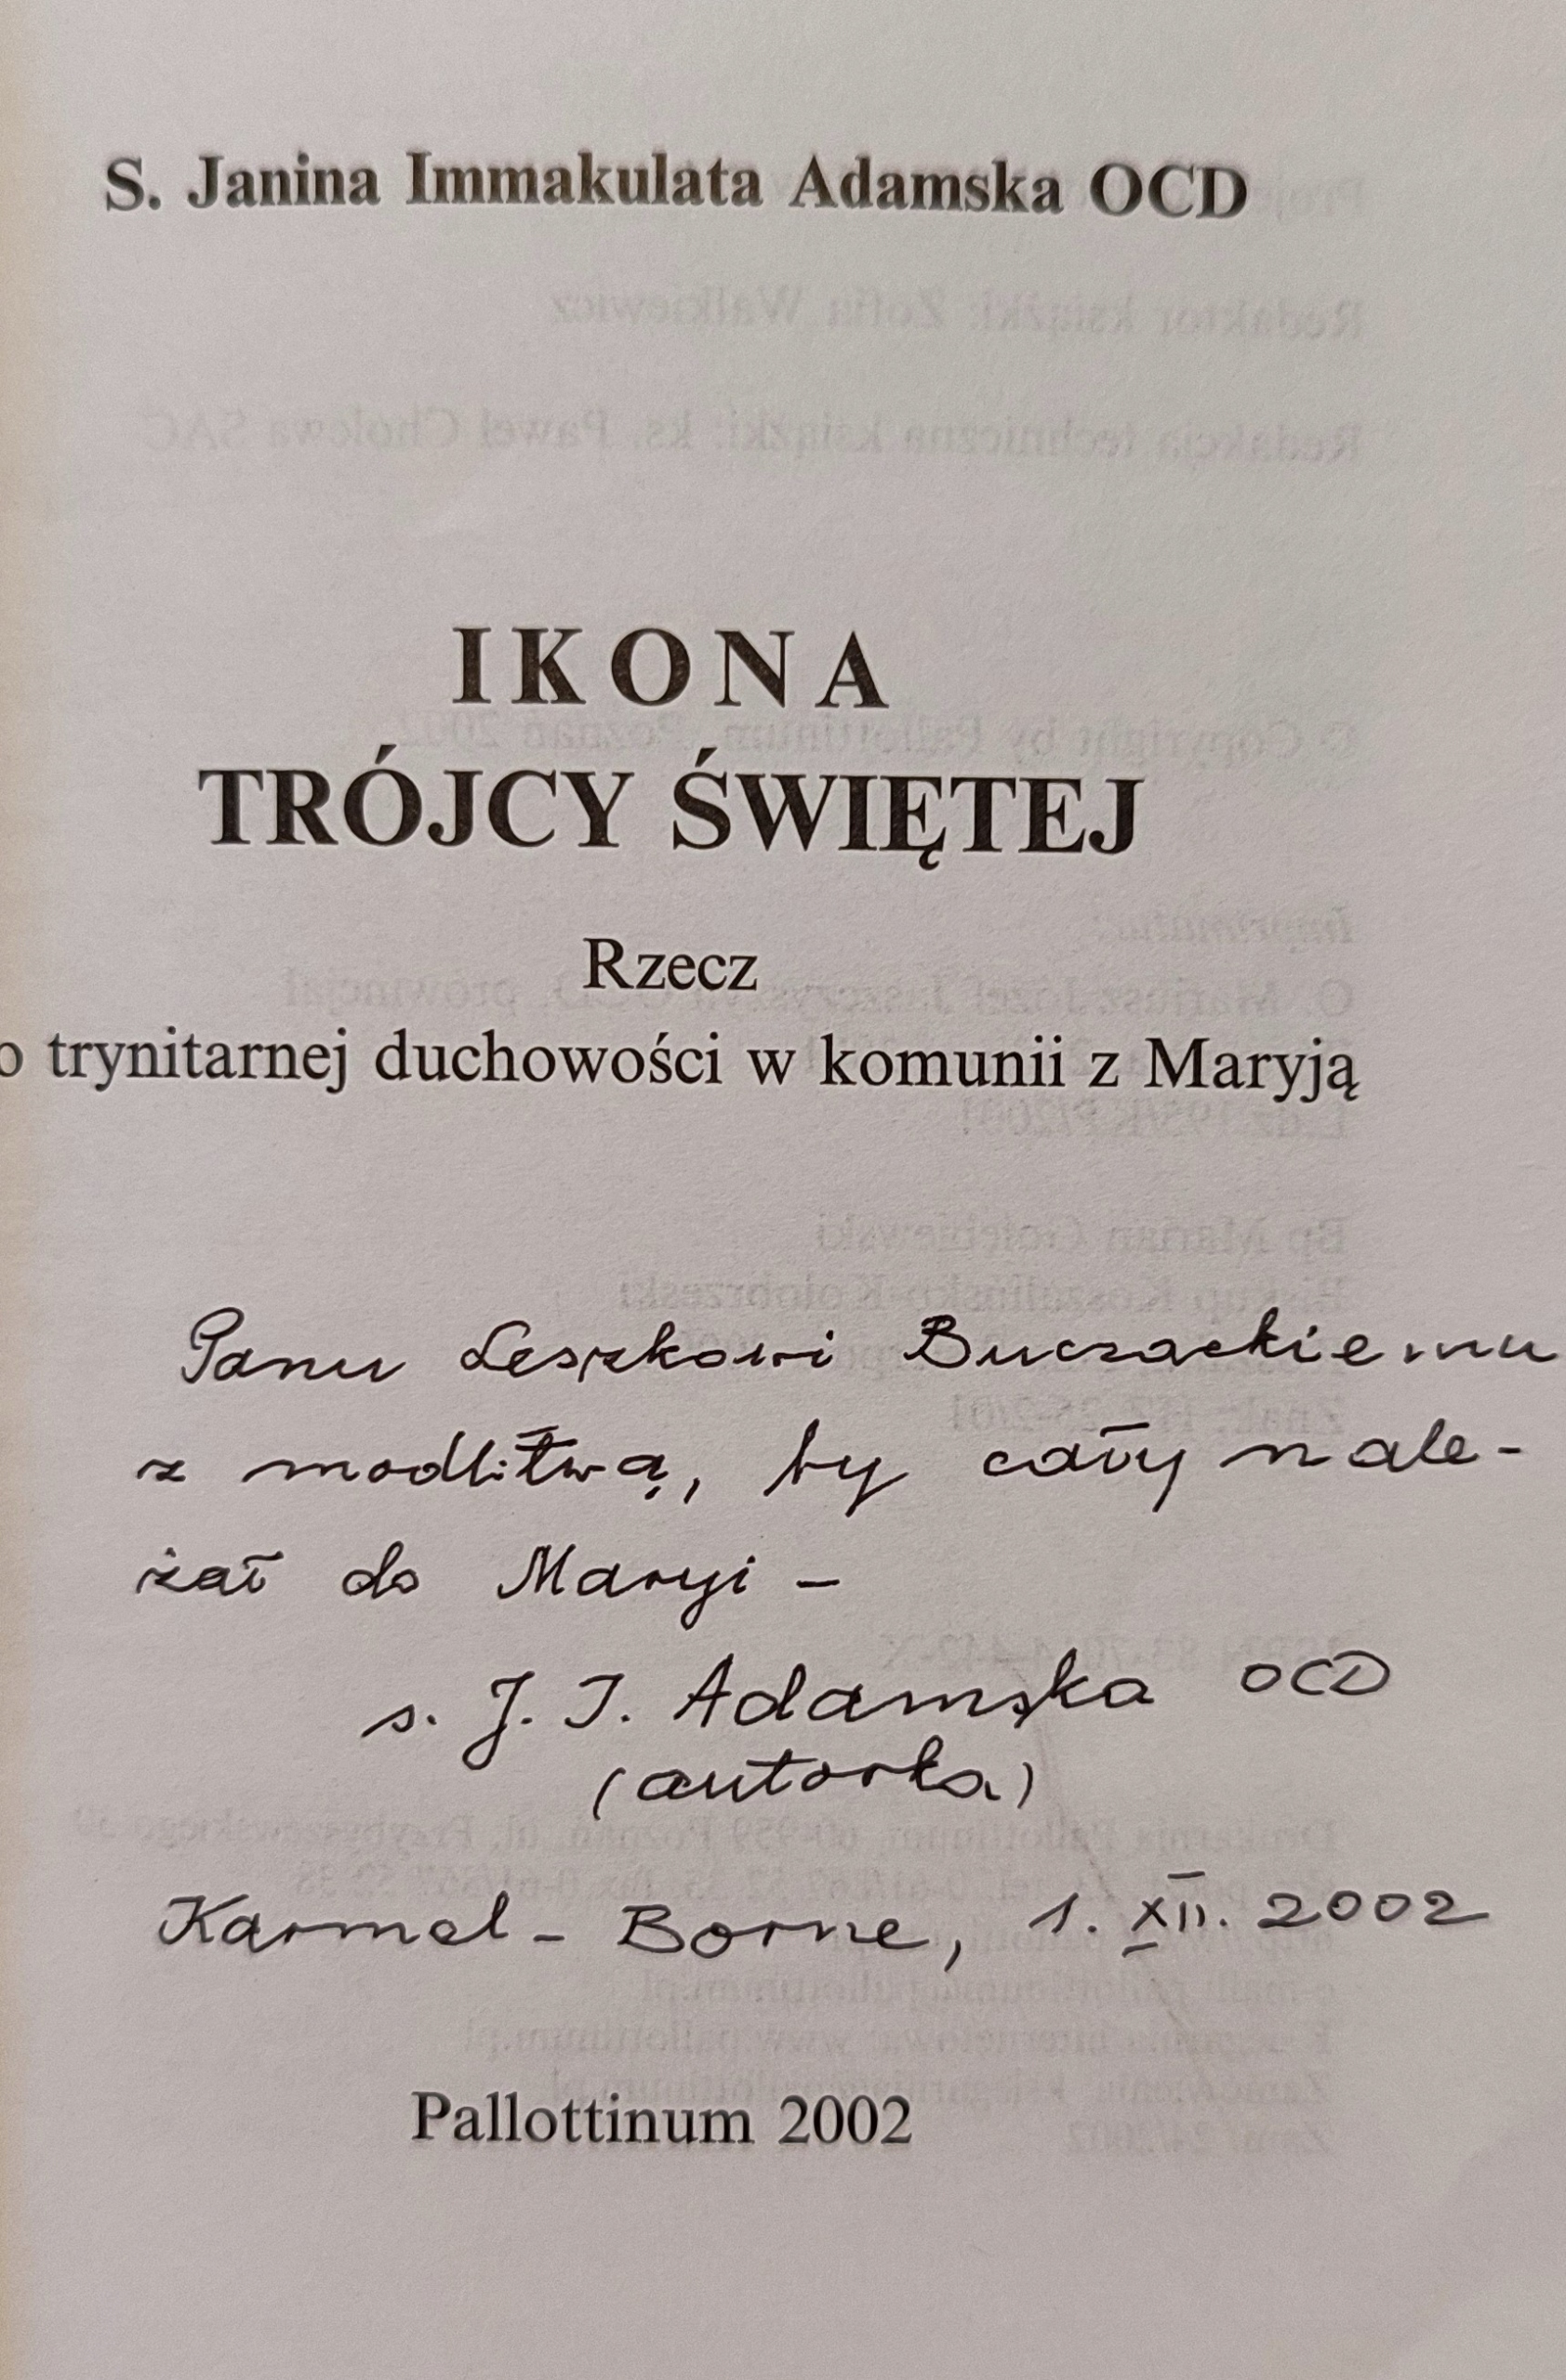 S. Janina Immakulata Adamska OCD
IKONA
TRÓJCY ŚWIĘTEJ
Rzecz
o trynitarnej duchowości w komunii z Maryją
Panu Leszkowi Buczackiemu
z modlitwą, by cały nale-
żał do Maryi –
s. J. I. Adamska OCD
(autorka)
Karmel - Borne, 1. XII. 2002
Pallottinum 2002